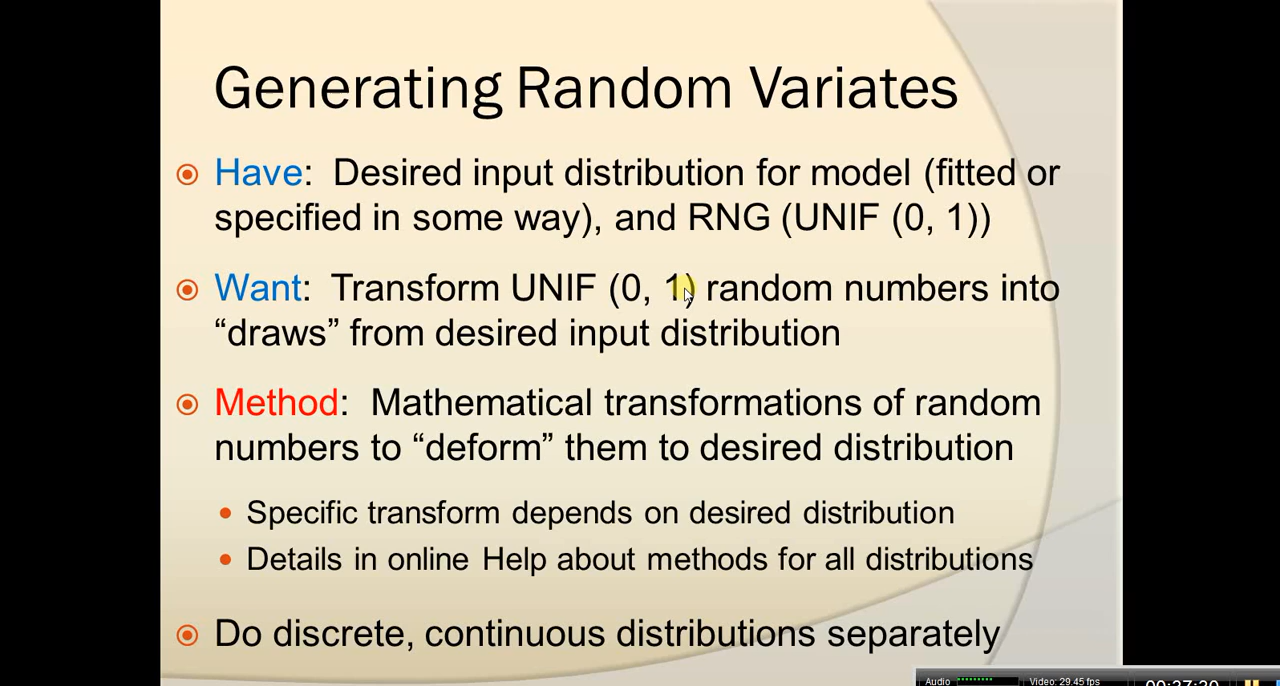 Generating Random Variates
Have: Desired input distribution for model (fitted or
specified in some way), and RNG (UNIF (0, 1))
Want: Transform UNIF (0, 1) random numbers into
“draws” from desired input distribution
Method: Mathematical transformations of random
numbers to “deform” them to desired distribution
Specific transform depends on desired distribution
Details in online Help about methods for all distributions
Do discrete, continuous distributions separately
Audio Video: 29.45 fps